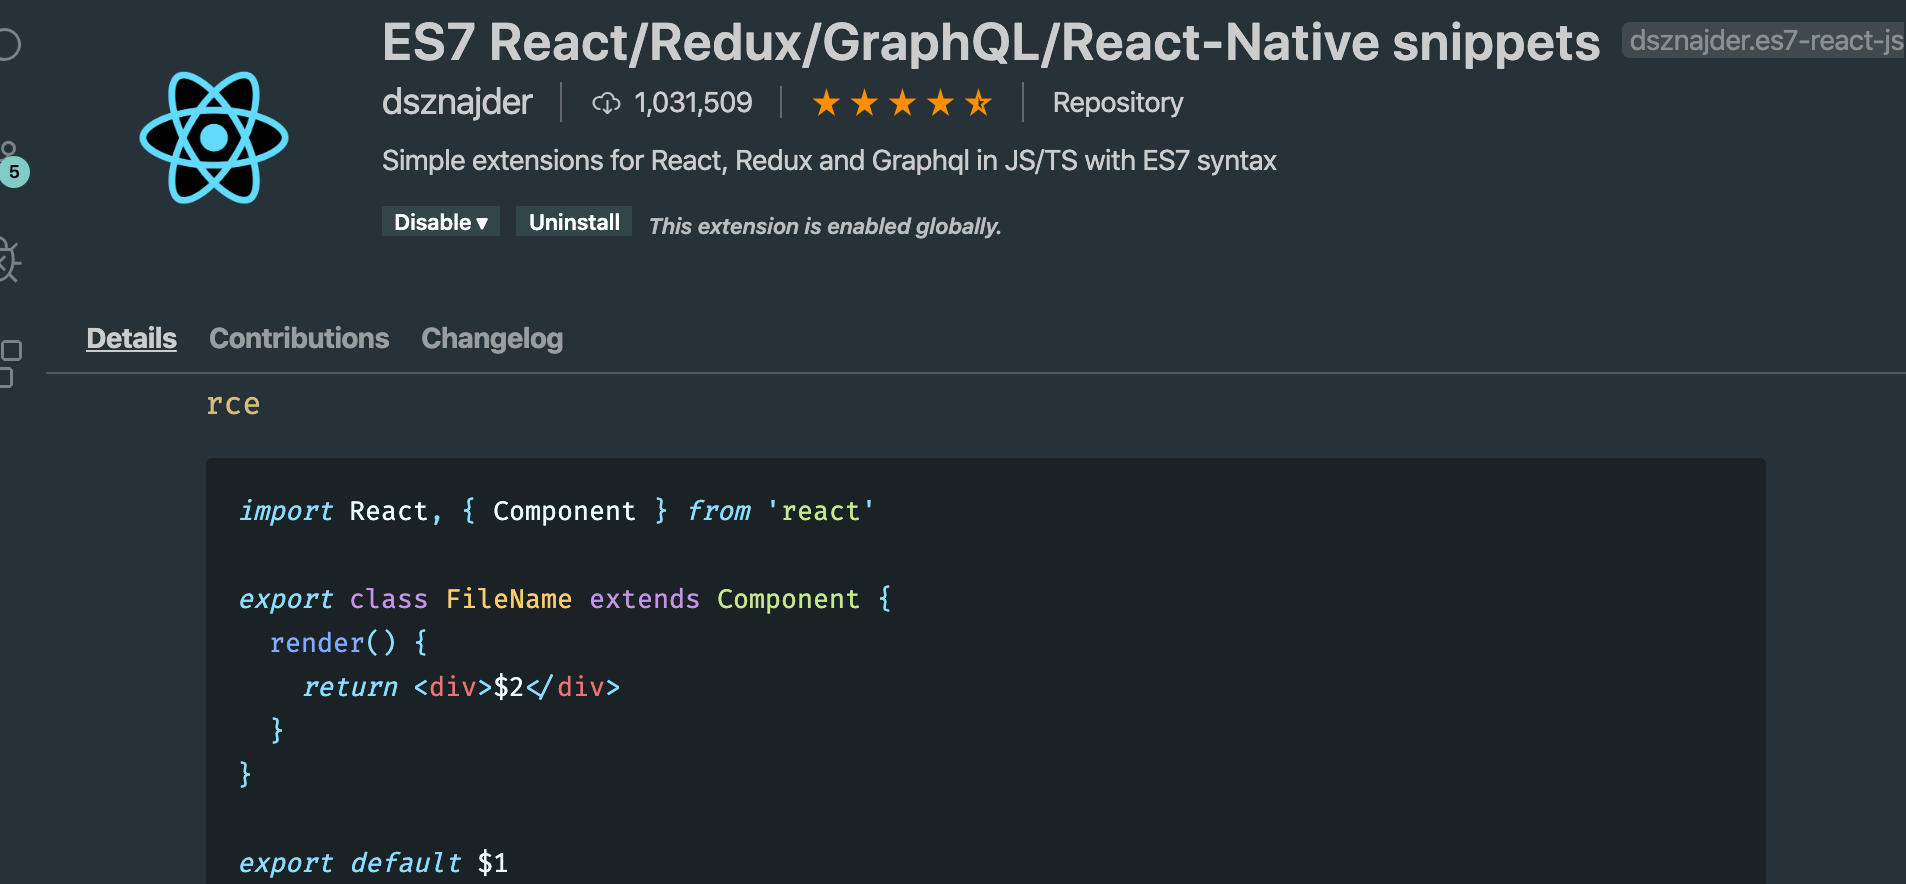 ES7 React/Redux/GraphQL/React-Native snippets dsznajder.es7-react-js
dsznajder 1,031,509 Repository
Simple extensions for React, Redux and Graphql in JS/TS with ES7 syntax
Disable ▾ Uninstall This extension is enabled globally.
5
Details Contributions Changelog
rce
import React, { Component } from 'react'
export class FileName extends Component {
render() {
return <div>$2</div>
}
}
export default $1